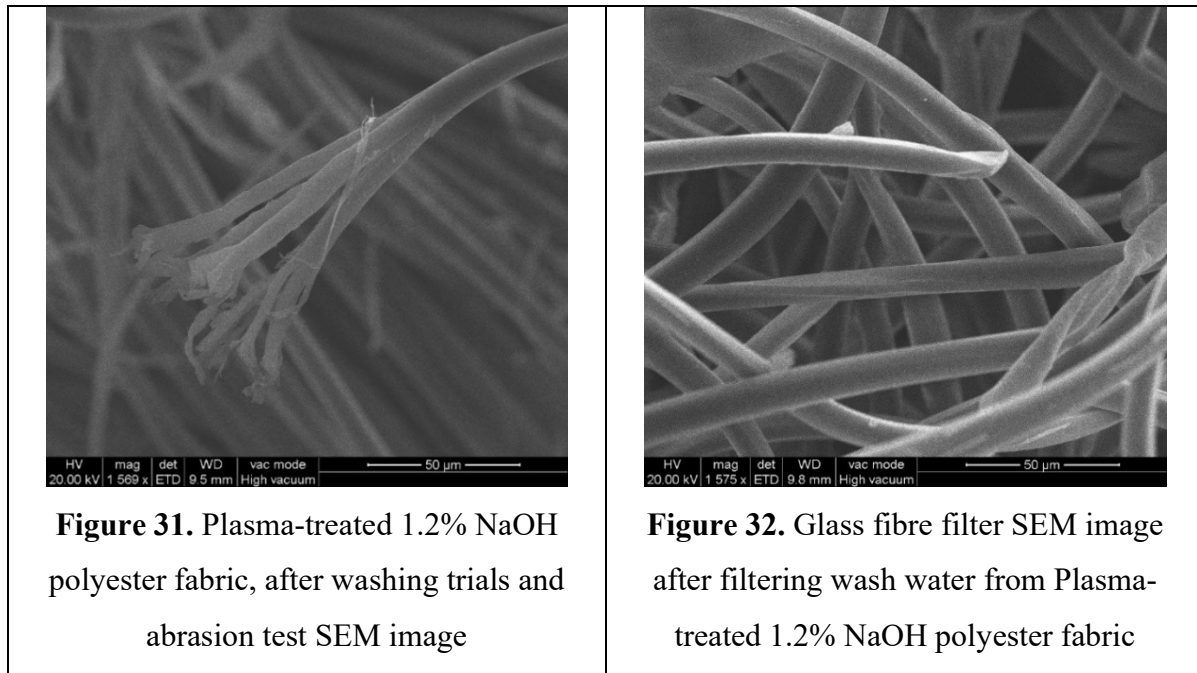 HV mag det WD vac mode 50 µm
20.00 kV 1 569 x ETD 9.5 mm High vacuum
Figure 31. Plasma-treated 1.2% NaOH
polyester fabric, after washing trials and
abrasion test SEM image
HV mag det WD vac mode 50 µm
20.00 kV 1 575 x ETD 9.8 mm High vacuum
Figure 32. Glass fibre filter SEM image
after filtering wash water from Plasma-
treated 1.2% NaOH polyester fabric